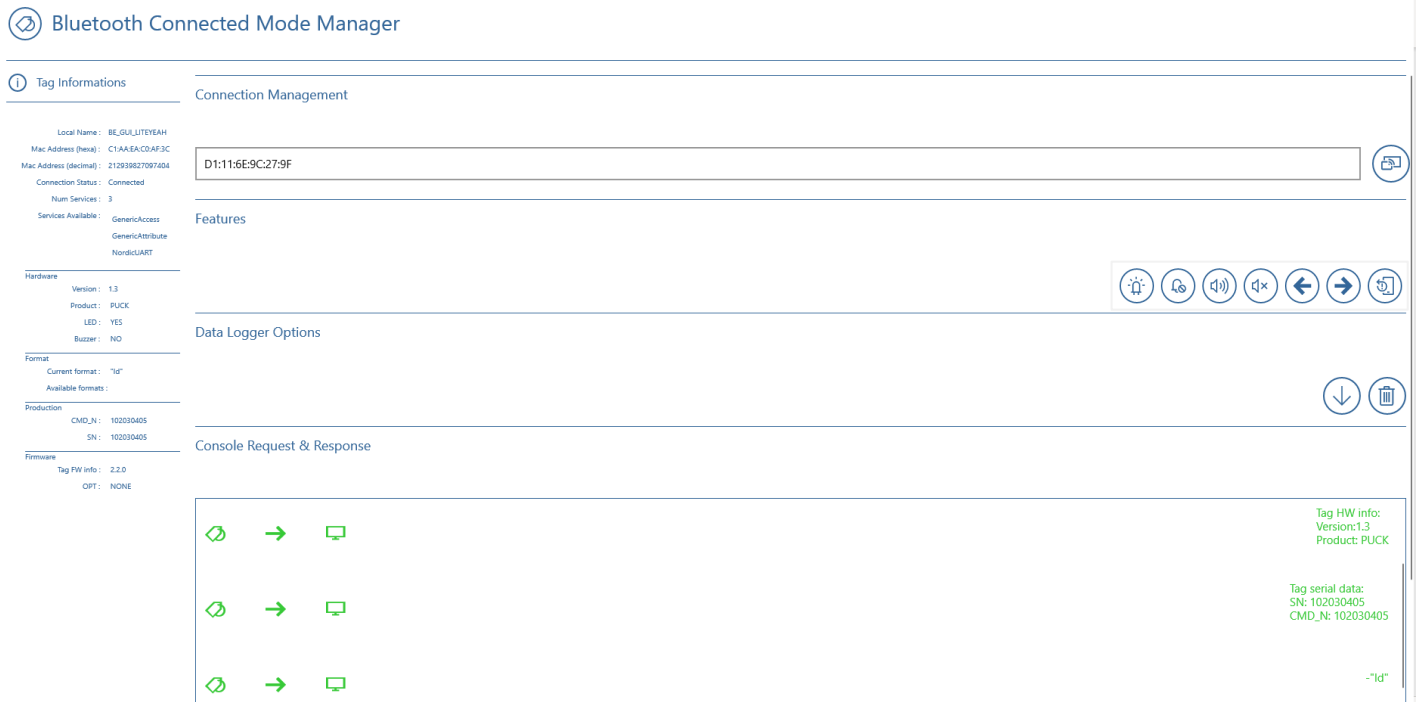 Bluetooth Connected Mode Manager
Tag Informations
Local Name : BE_GUI_LITEYEAH
Mac Address (hexa) : C1:AA:EA:C0:AF:3C
Mac Address (decimal) : 212939827097404
Connection Status : Connected
Num Services : 3
Services Available : GenericAccess
GenericAttribute
NordicUART
Hardware
Version : 1.3
Product : PUCK
LED : YES
Buzzer : NO
Format
Current format : "Id"
Available formats :
Production
CMD_N : 102030405
SN : 102030405
Firmware
Tag FW info : 2.2.0
OPT : NONE
Connection Management
D1:11:6E:9C:27:9F
Features
Data Logger Options
Console Request & Response
Tag HW info:
Version:1.3
Product: PUCK
Tag serial data:
SN: 102030405
CMD_N: 102030405
-"Id"